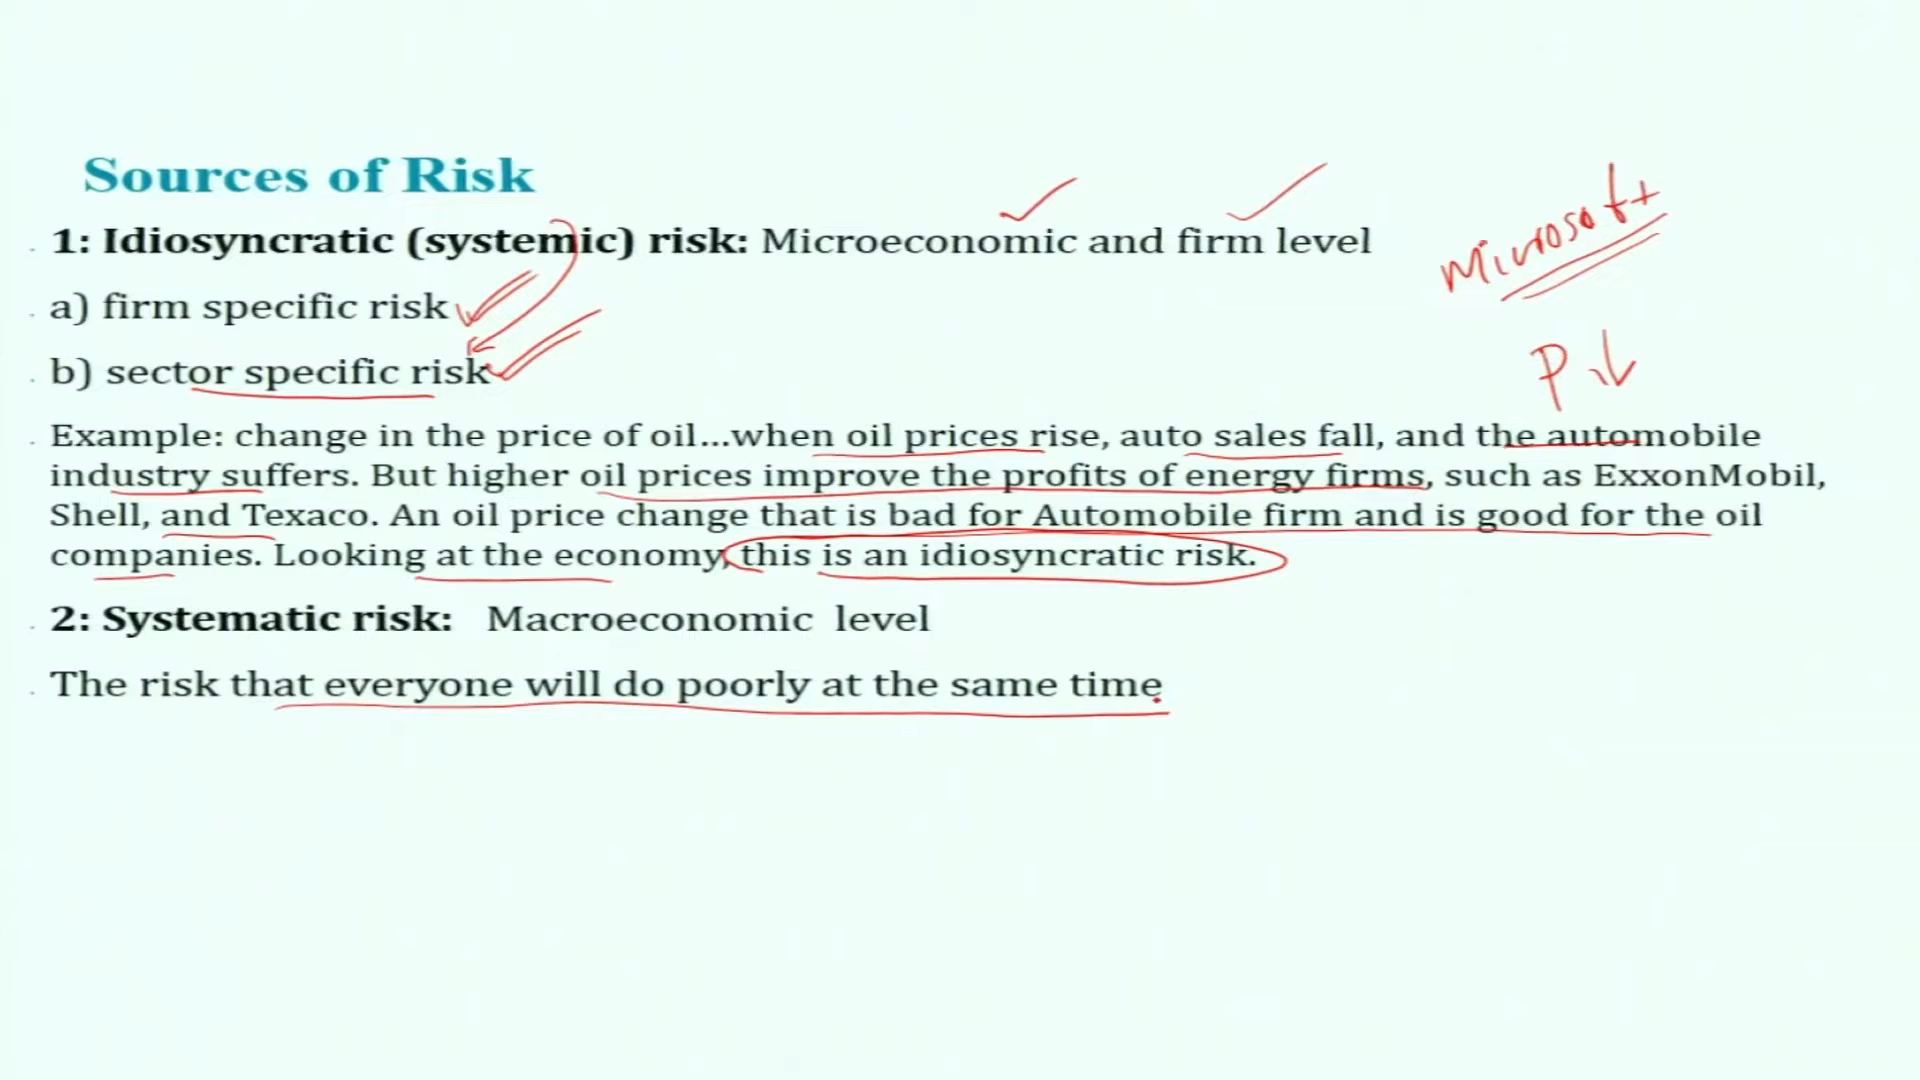 Sources of Risk
1: Idiosyncratic (systemic) risk: Microeconomic and firm level
Microsoft
a) firm specific risk
b) sector specific risk
P ↓
Example: change in the price of oil...when oil prices rise, auto sales fall, and the automobile
industry suffers. But higher oil prices improve the profits of energy firms, such as ExxonMobil,
Shell, and Texaco. An oil price change that is bad for Automobile firm and is good for the oil
companies. Looking at the economy, this is an idiosyncratic risk.
2: Systematic risk: Macroeconomic level
The risk that everyone will do poorly at the same time